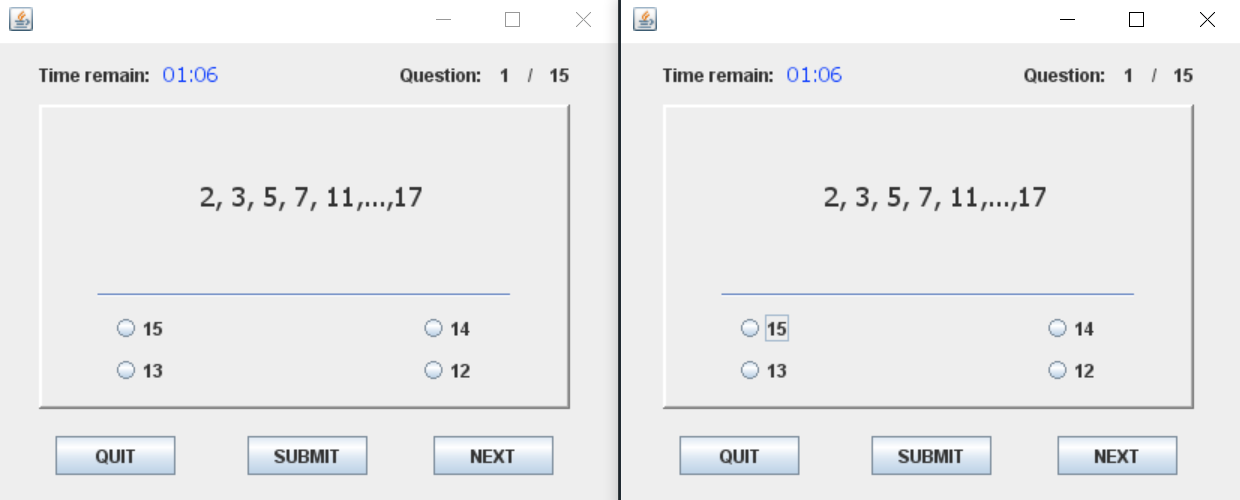 Time remain: 01:06 Question: 1 / 15
2, 3, 5, 7, 11,...,17
15 14
13 12
QUIT SUBMIT NEXT
Time remain: 01:06 Question: 1 / 15
2, 3, 5, 7, 11,...,17
15 14
13 12
QUIT SUBMIT NEXT